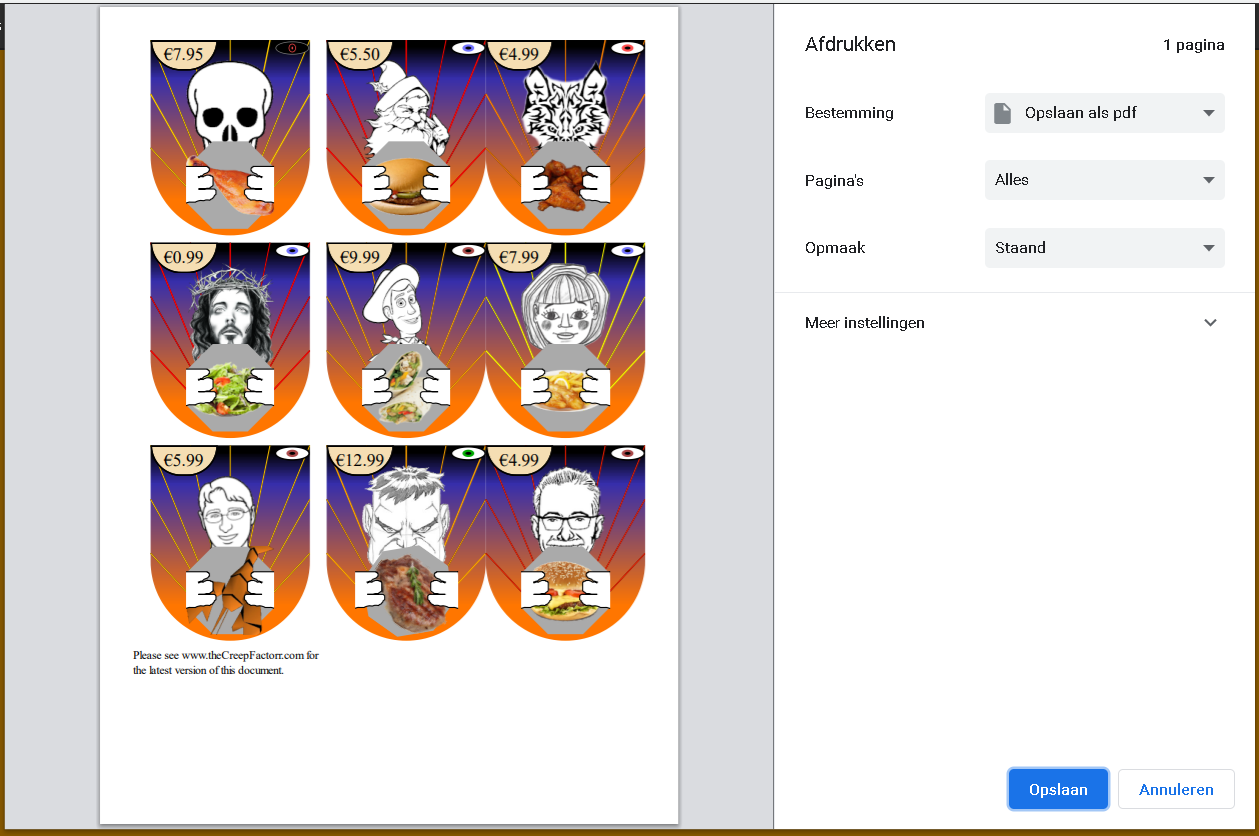 €7.95
€5.50
€4.99
€0.99
€9.99
€7.99
€5.99
€12.99
€4.99
Please see www.theCreepFactorr.com for
the latest version of this document.
Afdrukken
1 pagina
Bestemming
Opslaan als pdf
Pagina's
Alles
Opmaak
Staand
Meer instellingen
Opslaan
Annuleren